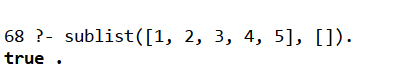 68 ?- sublist([1, 2, 3, 4, 5], []).
true .